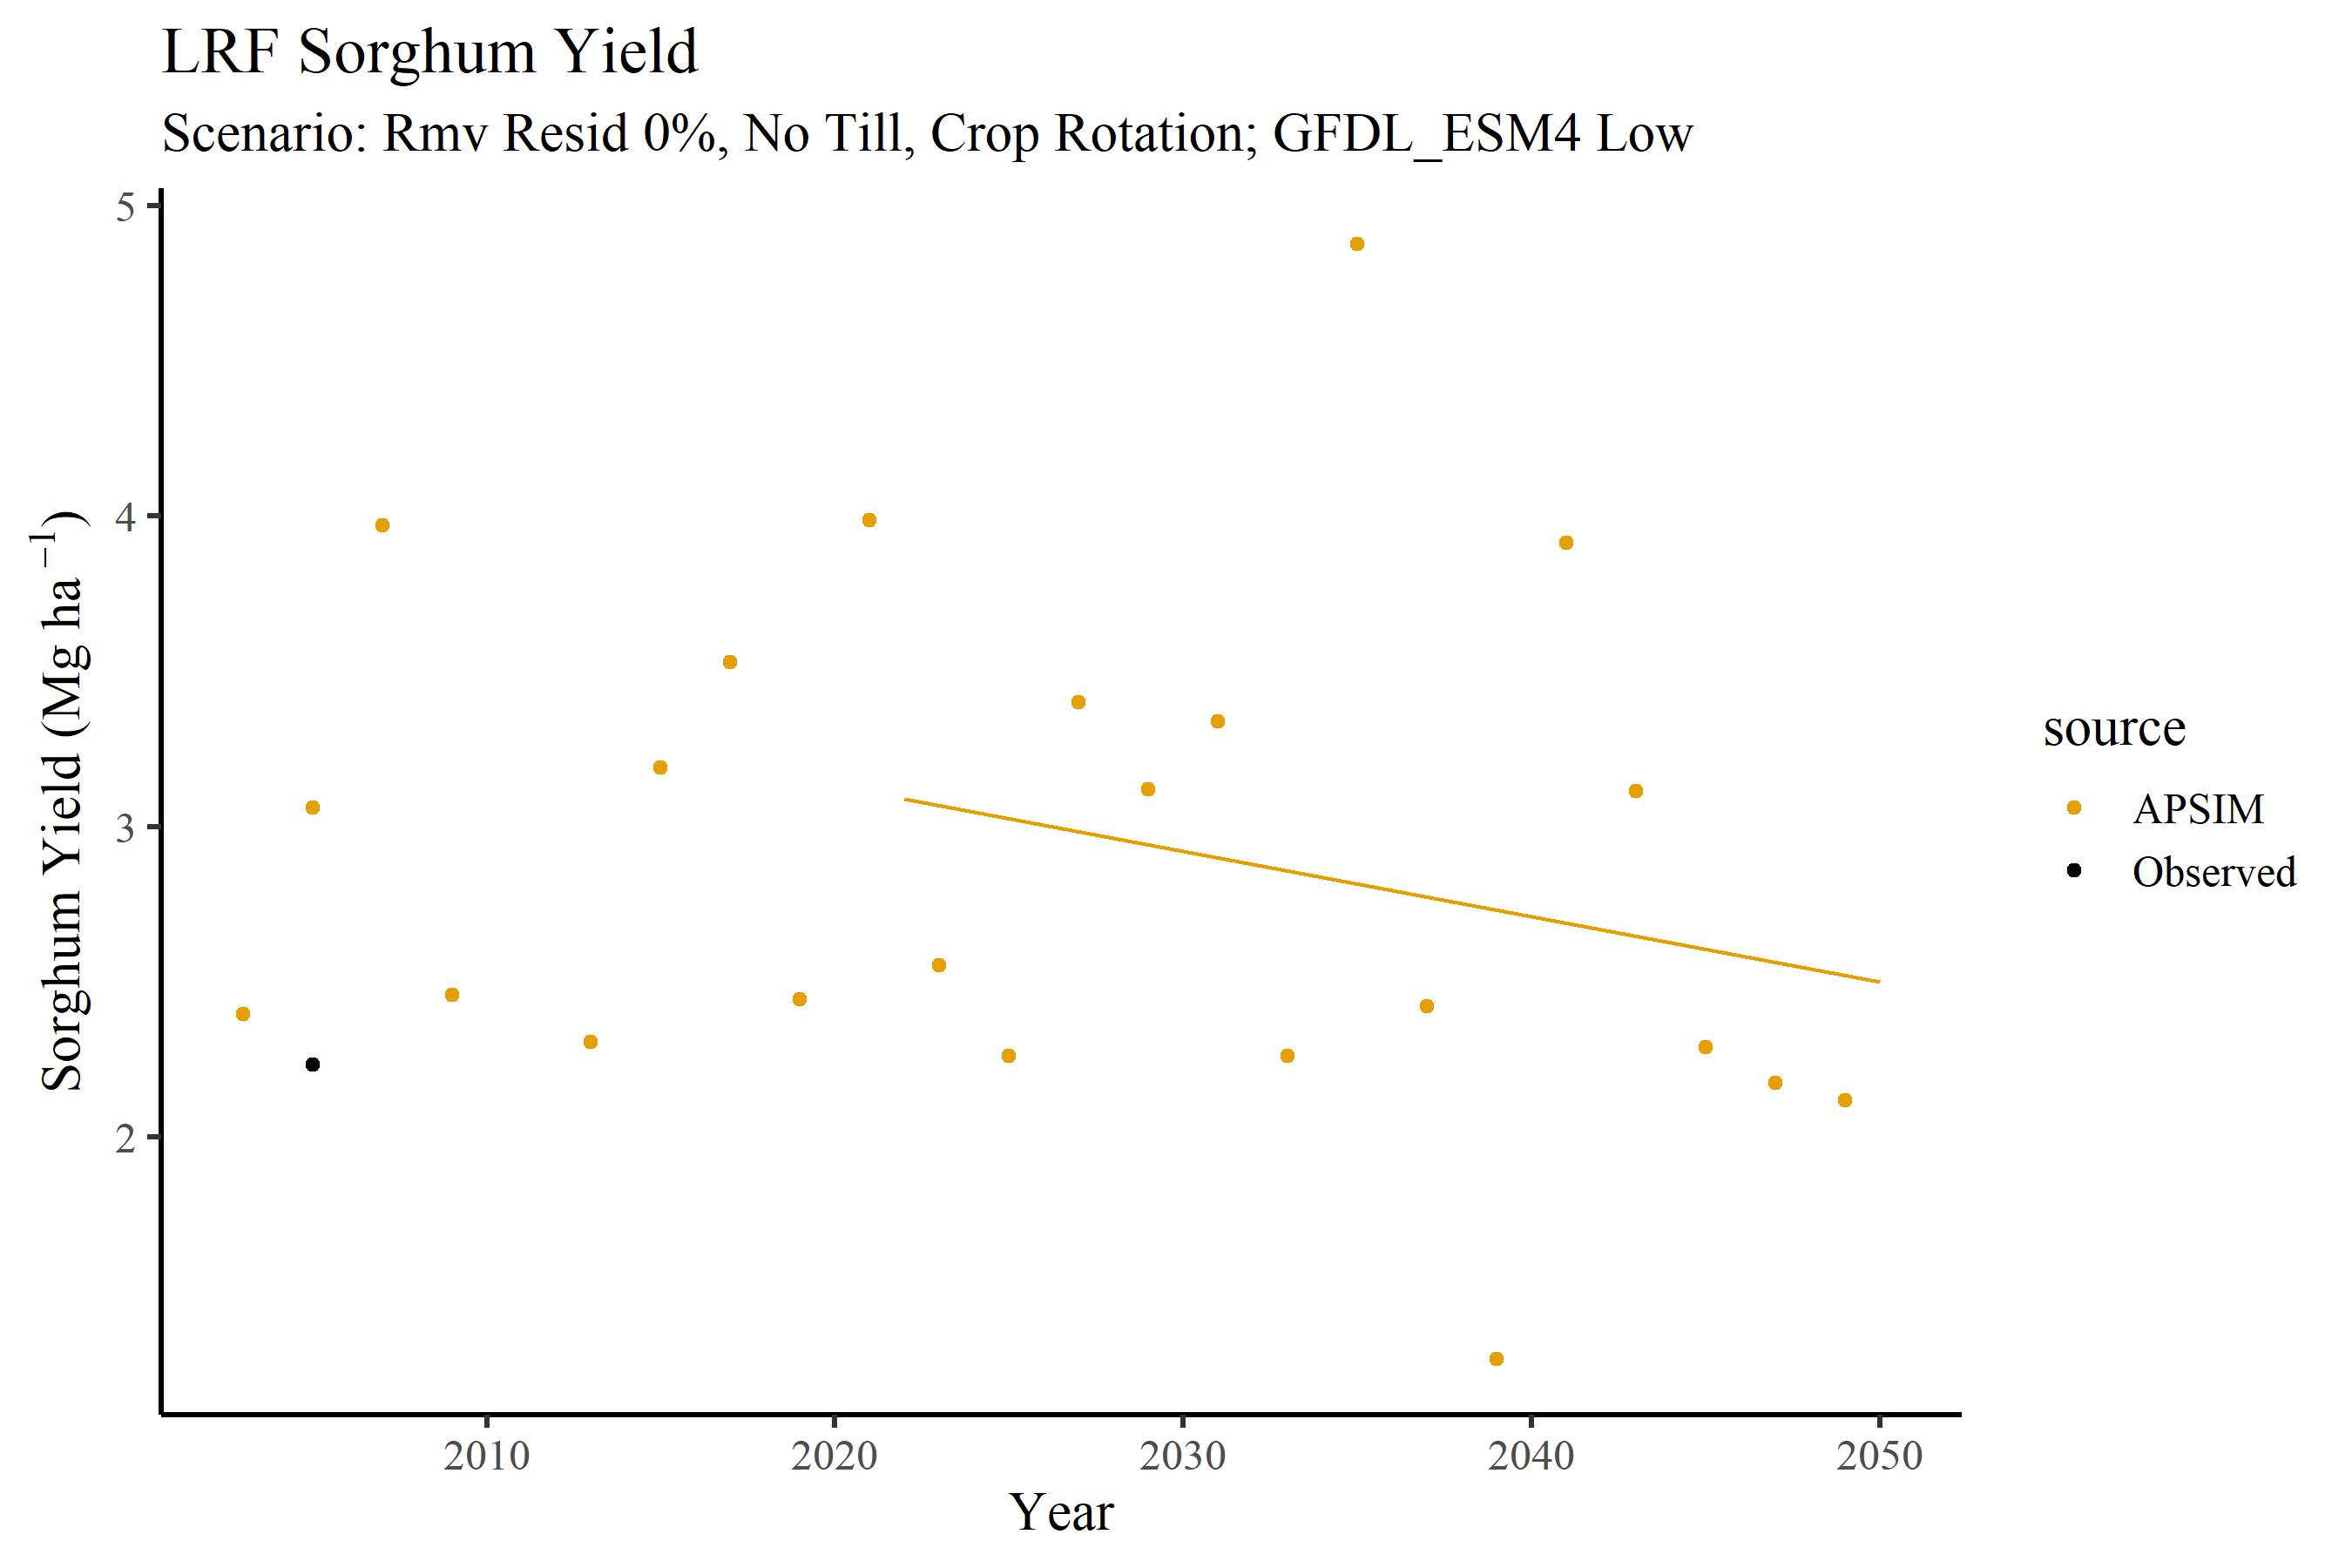 LRF Sorghum Yield
Scenario: Rmv Resid 0%, No Till, Crop Rotation; GFDL_ESM4 Low
Sorghum Yield (Mg ha⁻¹)
5
4
3
2
2010 2020 2030 2040 2050
Year
source
APSIM
Observed